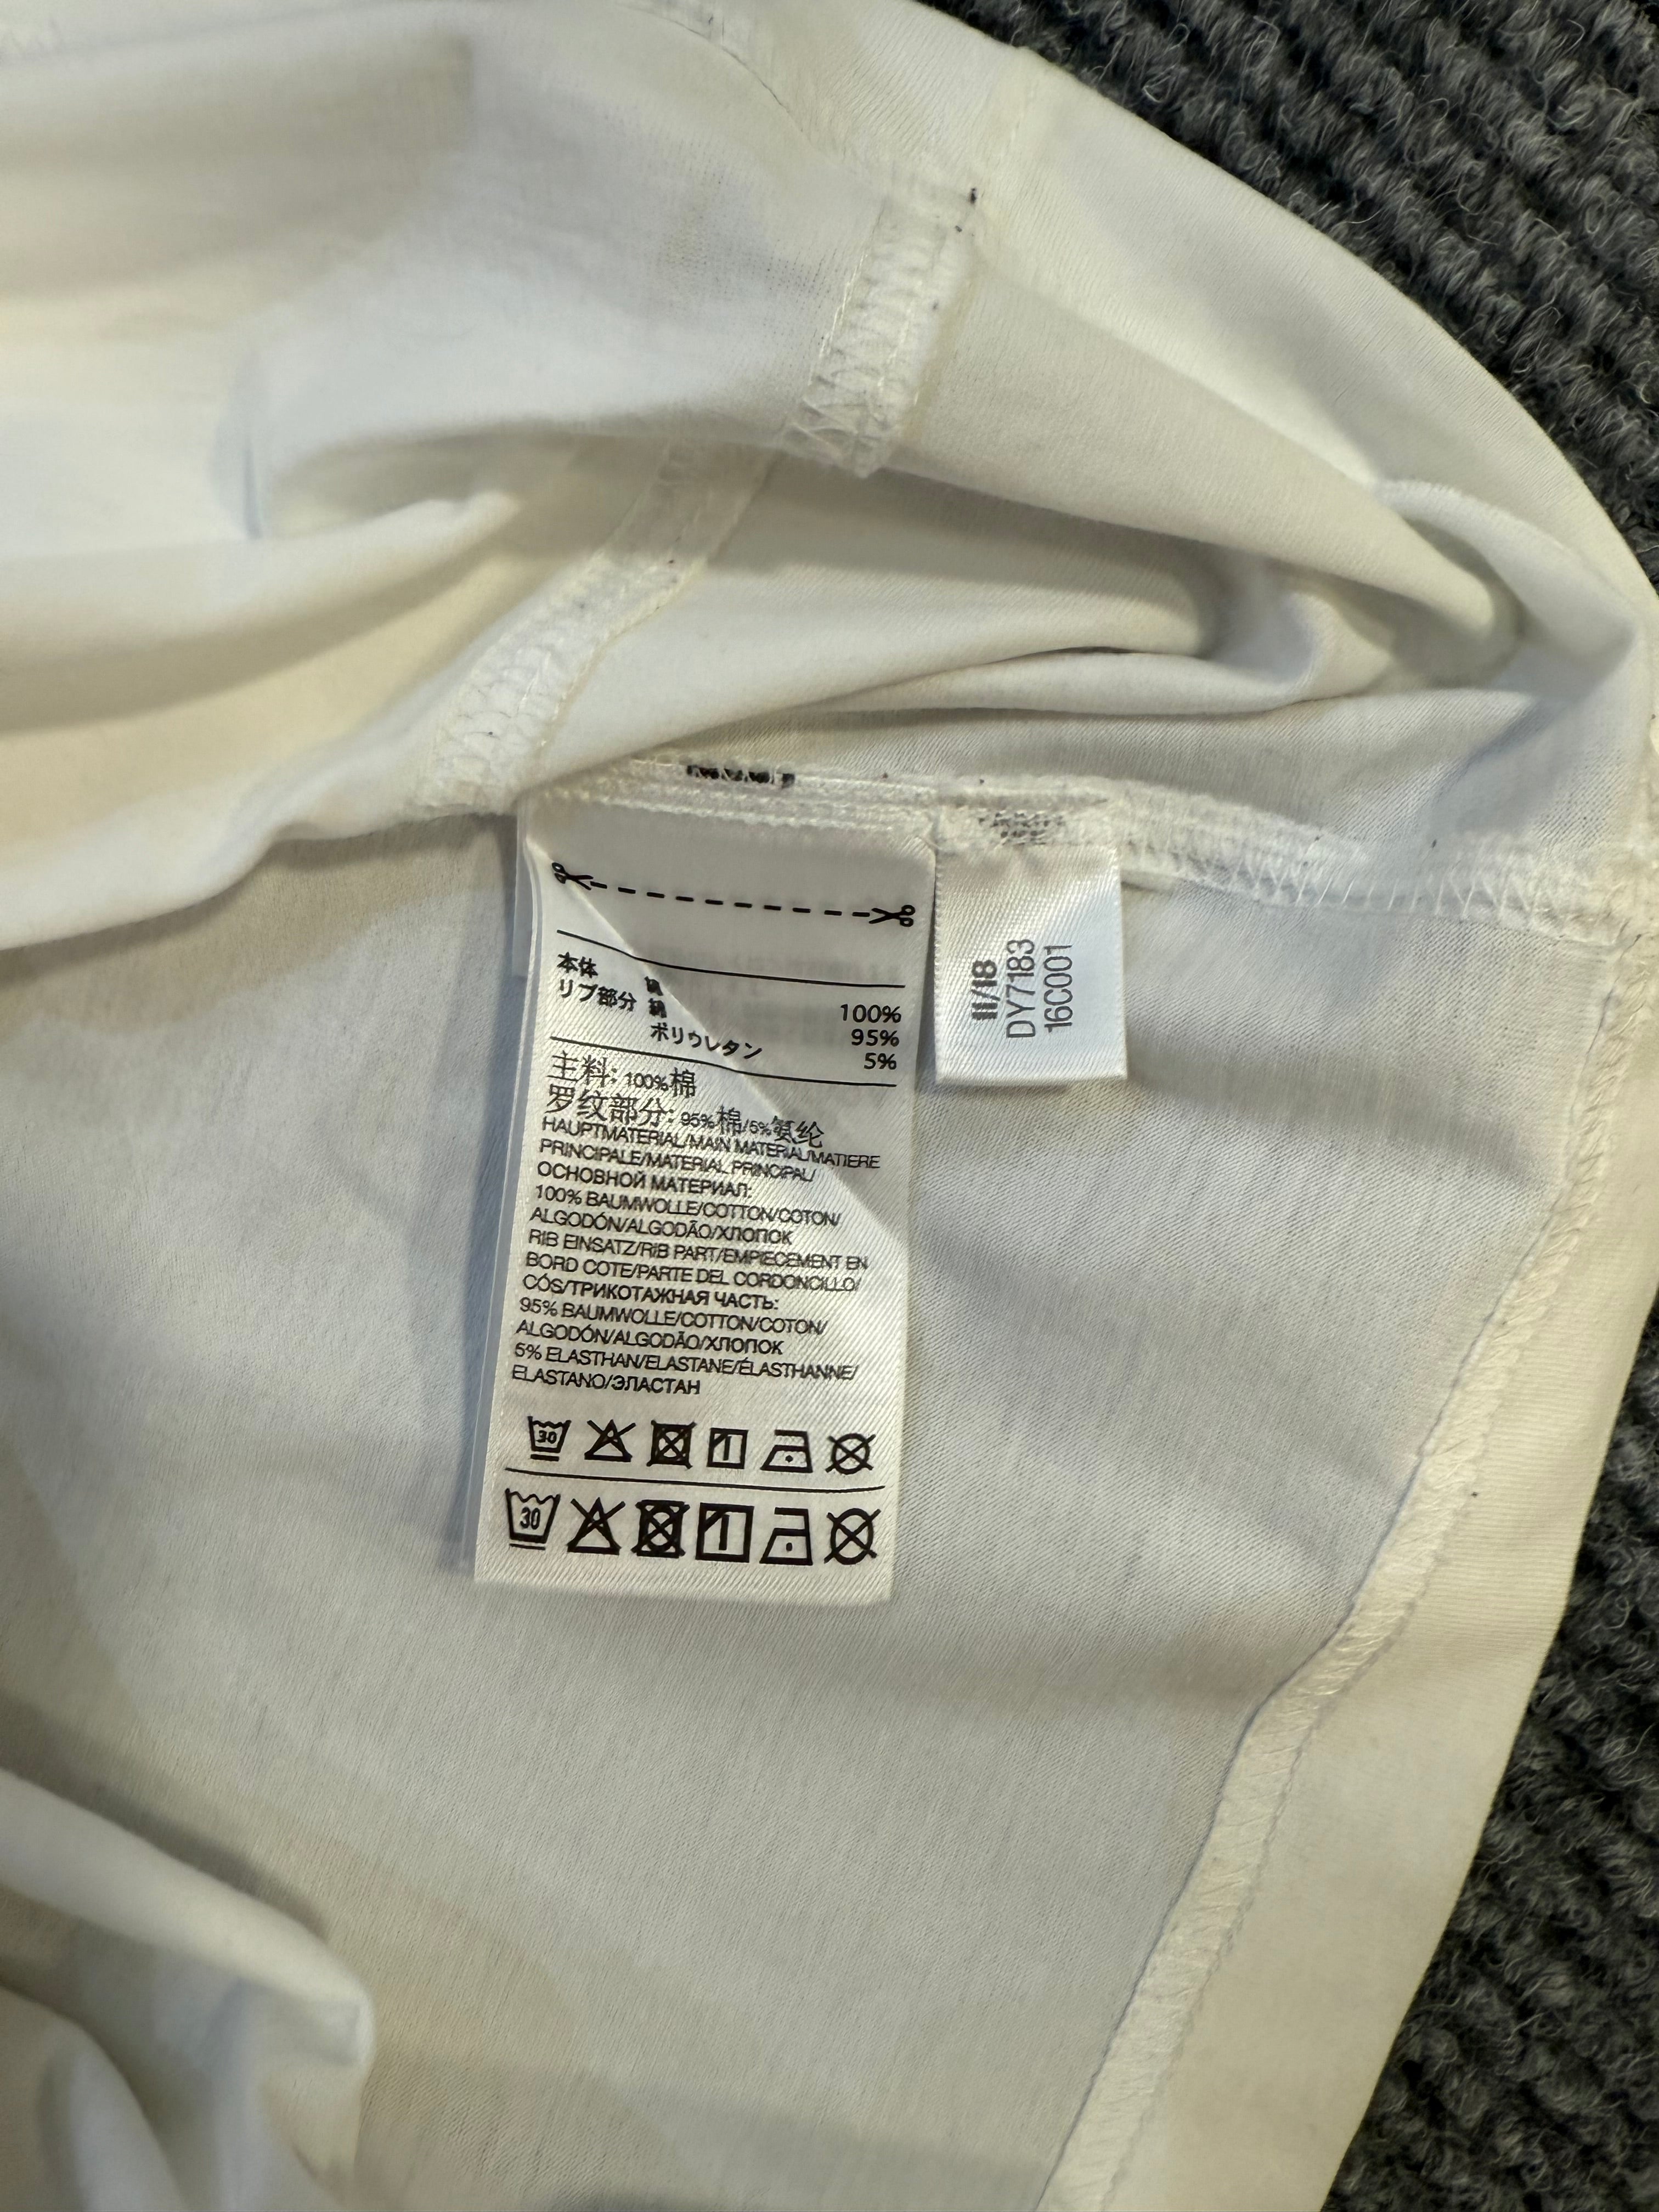 本体 綿 100%
リブ部分 綿 95%
ポリウレタン 5%
主料: 100%棉
罗纹部分: 95%棉/5%氨纶
HAUPTMATERIAL/MAIN MATERIAL/MATIERE
PRINCIPALE/MATERIAL PRINCIPAL/
ОСНОВНОЙ МАТЕРИАЛ:
100% BAUMWOLLE/COTTON/COTON/
ALGODÓN/ALGODÃO/ХЛОПОК
RIB EINSATZ/RIB PART/EMPIECEMENT EN
BORD COTE/PARTE DEL CORDONCILLO/
CÓS/ТРИКОТАЖНАЯ ЧАСТЬ:
95% BAUMWOLLE/COTTON/COTON/
ALGODÓN/ALGODÃO/ХЛОПОК
5% ELASTHAN/ELASTANE/ÉLASTHANNE/
ELASTANO/ЭЛАСТАН
30
30
11/18
DY7183
16C001